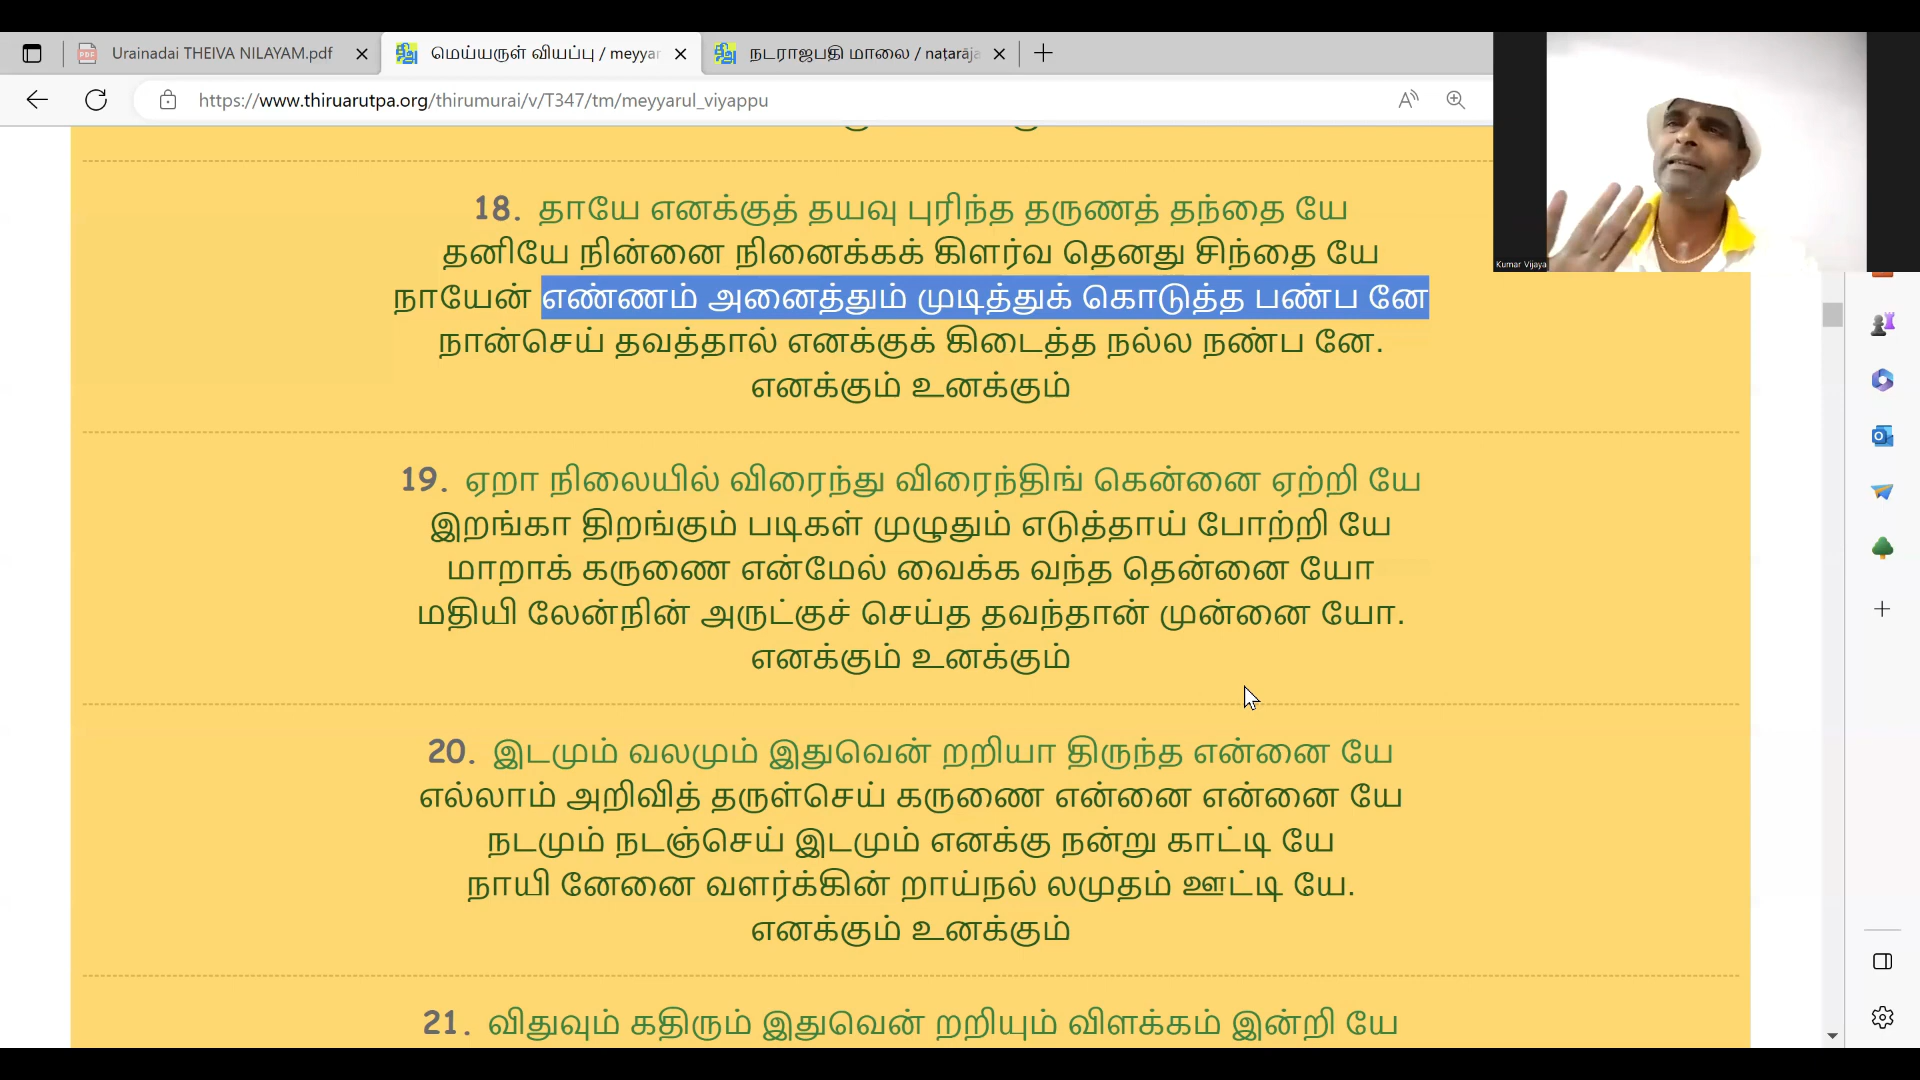 Urainadai THEIVA NILAYAM.pdf
மெய்யருள் வியப்பு / meyyar
நடராஜபதி மாலை / naṭarāja
https://www.thiruarutpa.org/thirumurai/v/T347/tm/meyyarul_viyappu
Kumar Vijaya
18. தாயே எனக்குத் தயவு புரிந்த தருணத் தந்தை யே
தனியே நின்னை நினைக்கக் கிளர்வ தெனது சிந்தை யே
நாயேன் எண்ணம் அனைத்தும் முடித்துக் கொடுத்த பண்ப னே
நான்செய் தவத்தால் எனக்குக் கிடைத்த நல்ல நண்ப னே.
எனக்கும் உனக்கும்
19. ஏறா நிலையில் விரைந்து விரைந்திங் கென்னை ஏற்றி யே
இறங்கா திறங்கும் படிகள் முழுதும் எடுத்தாய் போற்றி யே
மாறாக் கருணை என்மேல் வைக்க வந்த தென்னை யோ
மதியி லேன்நின் அருட்குச் செய்த தவந்தான் முன்னை யோ.
எனக்கும் உனக்கும்
20. இடமும் வலமும் இதுவென் றறியா திருந்த என்னை யே
எல்லாம் அறிவித் தருள்செய் கருணை என்னை என்னை யே
நடமும் நடஞ்செய் இடமும் எனக்கு நன்று காட்டி யே
நாயி னேனை வளர்க்கின் றாய்நல் லமுதம் ஊட்டி யே.
எனக்கும் உனக்கும்
21. விதுவும் கதிரும் இதுவென் றறியும் விளக்கம் இன்றி யே